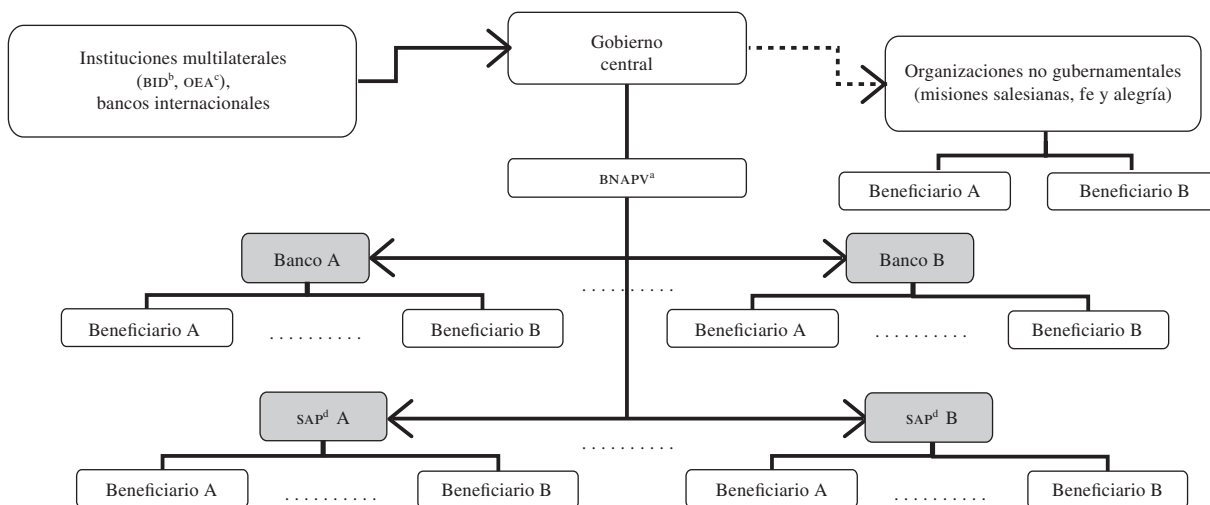 Instituciones multilaterales
(BIDᵇ, OEAᶜ),
bancos internacionales
Gobierno
central
Organizaciones no gubernamentales
(misiones salesianas, fe y alegría)
BNAPVᵃ
Beneficiario A
Beneficiario B
Banco A
Banco B
. . . . . . . . . .
Beneficiario A
. . . . . . . . . .
Beneficiario B
Beneficiario A
. . . . . . . . . .
Beneficiario B
SAPᵈ A
SAPᵈ B
. . . . . . . . . .
Beneficiario A
. . . . . . . . . .
Beneficiario B
Beneficiario A
. . . . . . . . . .
Beneficiario B